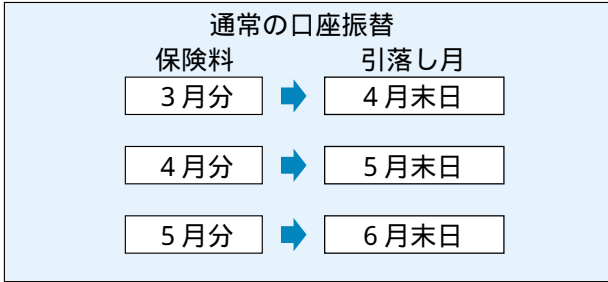 通常の口座振替
保険料 引落し月
3月分 4月末日
4月分 5月末日
5月分 6月末日